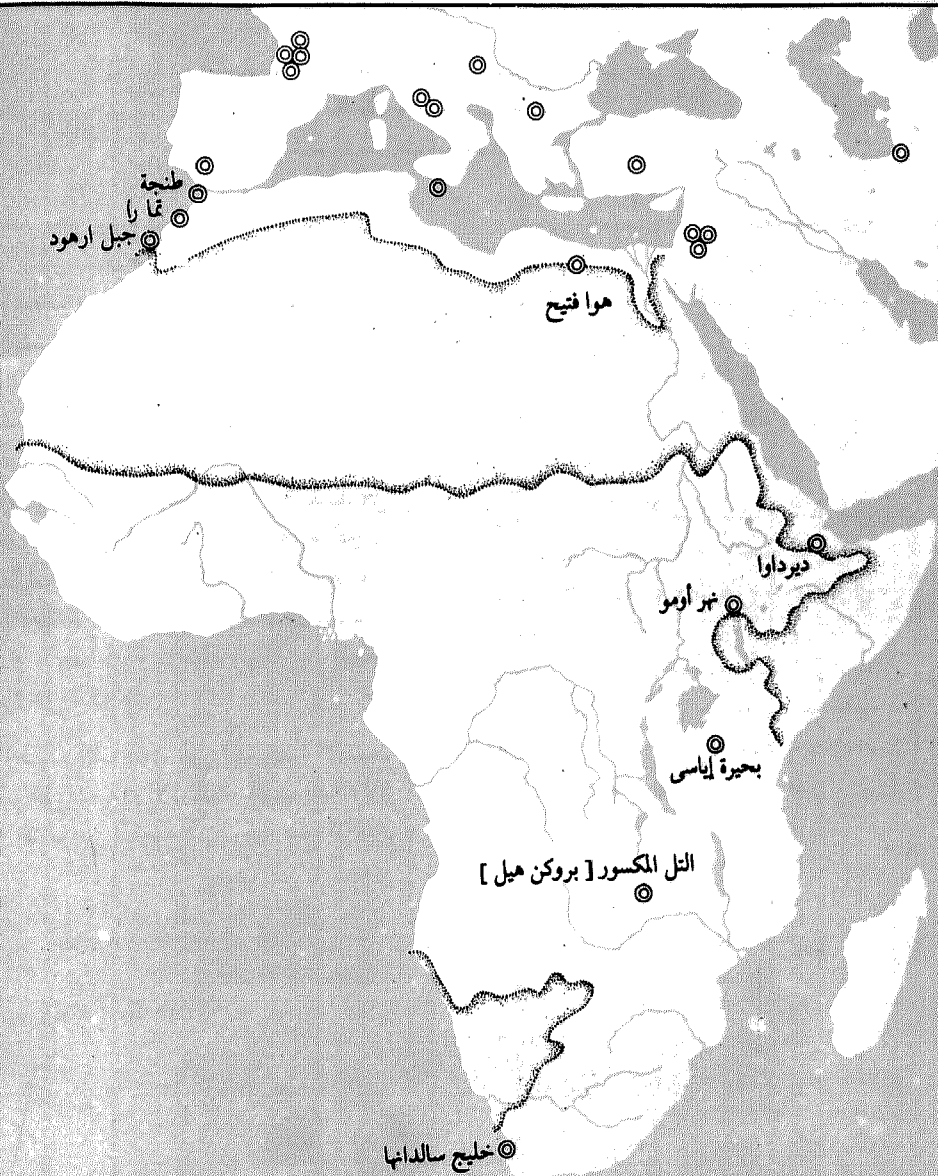 طنجة
تما را
جبل ارهود
هوا فتيح
ديرداوا
نهر أومو
بحيرة إياسى
التل المكسور [ بروكن هيل ]
خليج سالدانها